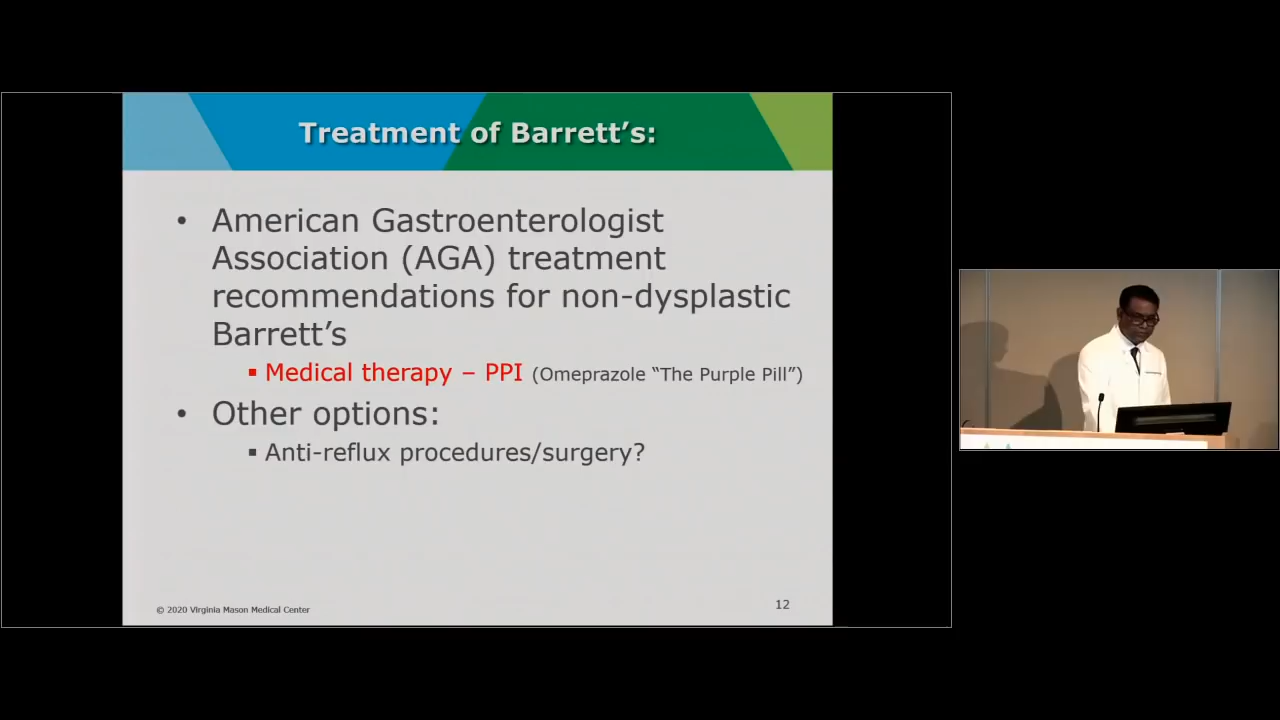 Treatment of Barrett's:
• American Gastroenterologist
Association (AGA) treatment
recommendations for non-dysplastic
Barrett's
▪ Medical therapy – PPI (Omeprazole “The Purple Pill”)
• Other options:
▪ Anti-reflux procedures/surgery?
© 2020 Virginia Mason Medical Center
12